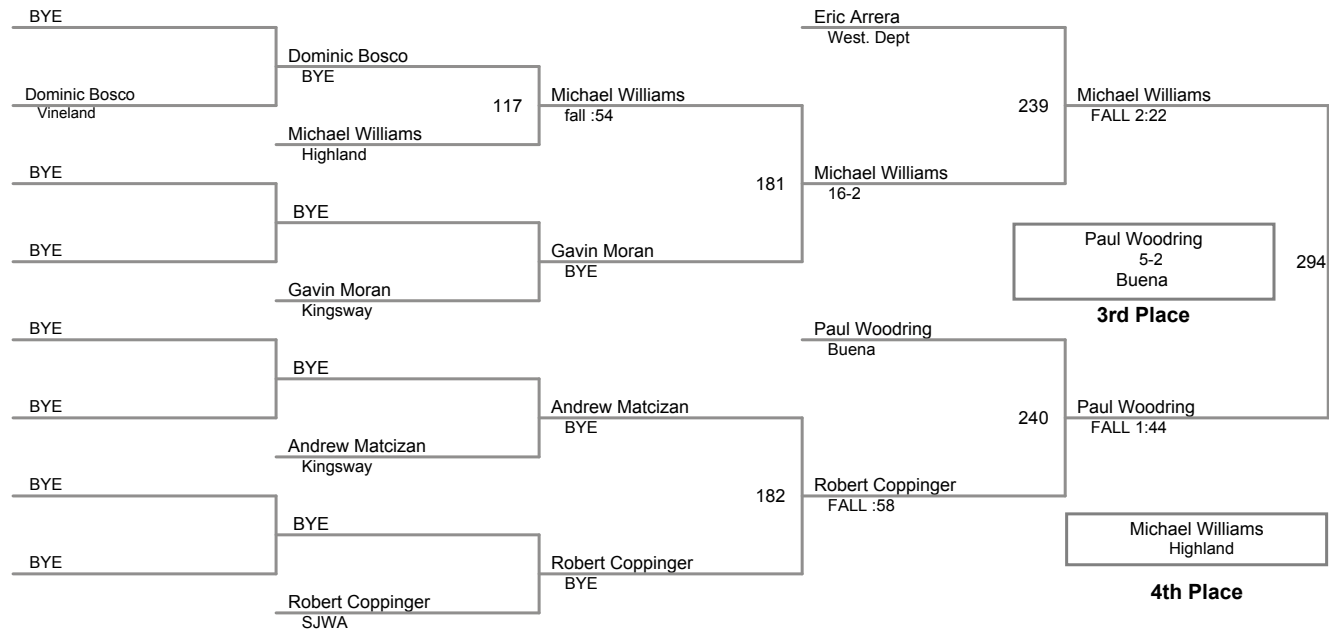 BYE
Eric Arrera
West. Dept
Dominic Bosco
BYE
Dominic Bosco
Vineland
117
Michael Williams
fall :54
239
Michael Williams
FALL 2:22
Michael Williams
Highland
BYE
181
Michael Williams
16-2
BYE
BYE
Gavin Moran
BYE
Paul Woodring
5-2
Buena
294
Gavin Moran
Kingsway
3rd Place
BYE
Paul Woodring
Buena
BYE
BYE
Andrew Matcizan
BYE
240
Paul Woodring
FALL 1:44
Andrew Matcizan
Kingsway
BYE
182
Robert Coppinger
FALL :58
BYE
Michael Williams
Highland
BYE
Robert Coppinger
BYE
4th Place
Robert Coppinger
SJWA